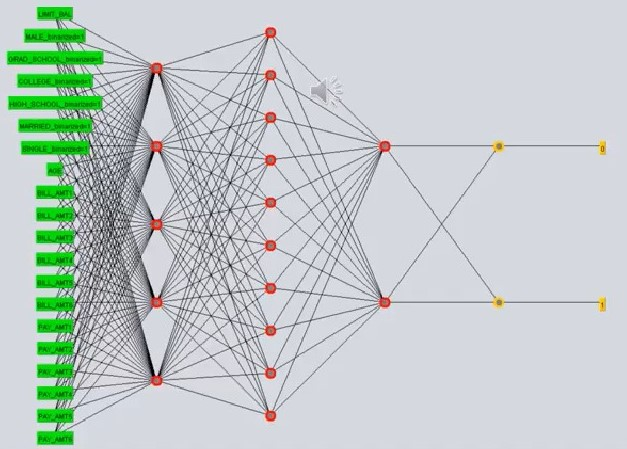 LIMIT_BAL
MALE_binarized=1
GRAD_SCHOOL_binarized=1
COLLEGE_binarized=1
HIGH_SCHOOL_binarized=1
MARRIED_binarized=1
SINGLE_binarized=1
AGE
BILL_AMT1
BILL_AMT2
BILL_AMT3
BILL_AMT4
BILL_AMT5
BILL_AMT6
PAY_AMT1
PAY_AMT2
PAY_AMT3
PAY_AMT4
PAY_AMT5
PAY_AMT6
0
1